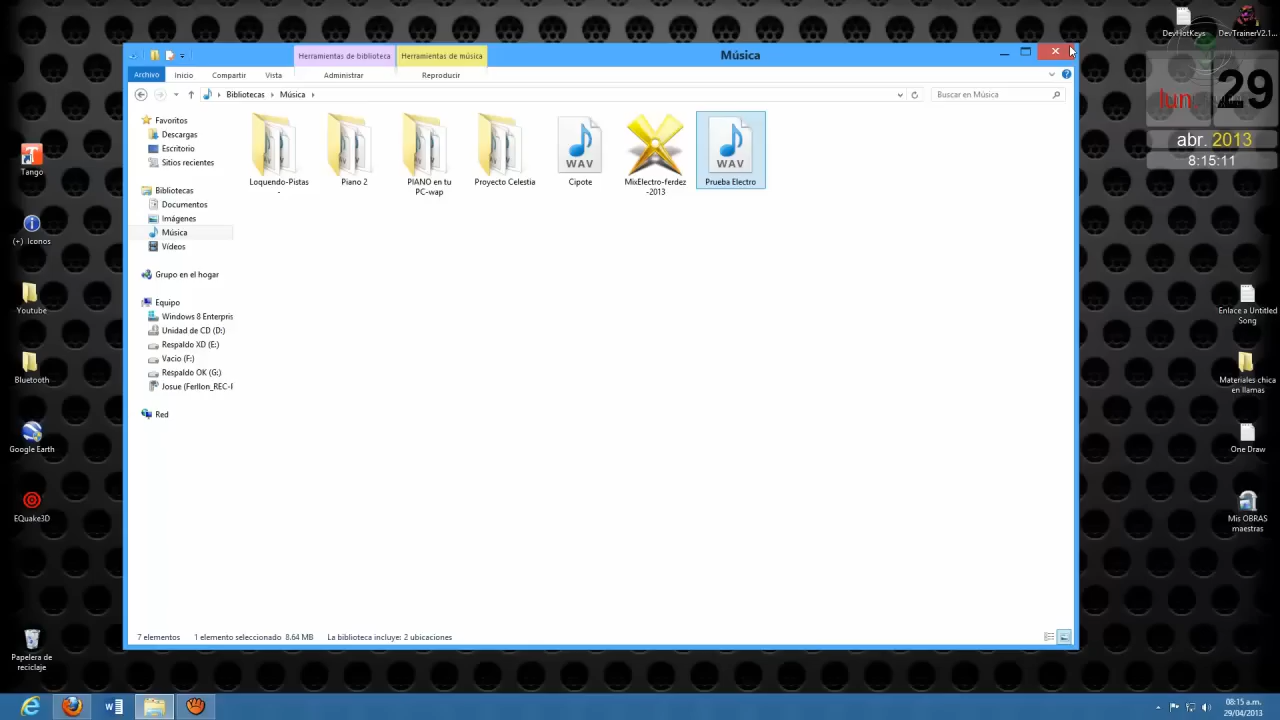 DevHotKeys
DevTrainerV2.1...
Herramientas de biblioteca
Herramientas de música
Música
Archivo
Inicio
Compartir
Vista
Administrar
Reproducir
Bibliotecas
Música
Buscar en Música
lun
29
abr. 2013
8:15:11
Favoritos
Descargas
Escritorio
Sitios recientes
Bibliotecas
Documentos
Imágenes
Música
Vídeos
Grupo en el hogar
Equipo
Windows 8 Enterpris
Unidad de CD (D:)
Respaldo XD (E:)
Vacio (F:)
Respaldo OK (G:)
Josue (Ferllon_REC-F
Red
Loquendo-Pistas
-
Piano 2
PIANO en tu
PC-wap
Proyecto Celestia
WAV
Cipote
MixElectro-ferdez
-2013
WAV
Prueba Electro
T
Tango
(+) Iconos
Youtube
Bluetooth
Google Earth
EQuake3D
Papelera de
reciclaje
Enlace a Untitled
Song
Materiales-chica
en llamas
One Draw
Mis OBRAS
maestras
7 elementos
1 elemento seleccionado 8.64 MB
La biblioteca incluye: 2 ubicaciones
08:15 a.m.
29/04/2013